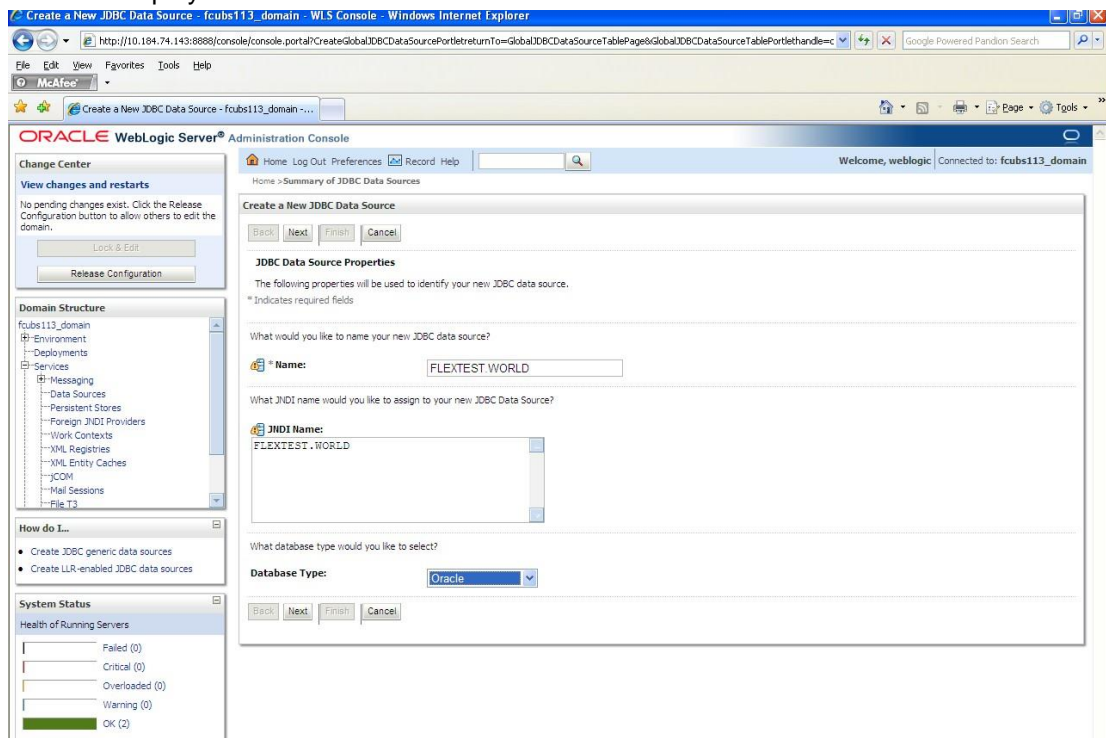 Create a New JDBC Data Source - fcubs113_domain - WLS Console - Windows Internet Explorer
http://10.184.74.143:8888/console/console.portal?CreateGlobalJDBCDataSourcePortletreturnTo=GlobalJDBCDataSourceTablePage&GlobalJDBCDataSourceTablePortlethandle=c
Google Powered Pandion Search
File Edit View Favorites Tools Help
McAfee
Create a New JDBC Data Source - fcubs113_domain -...
Page Tools
ORACLE WebLogic Server® Administration Console
Change Center
View changes and restarts
No pending changes exist. Click the Release
Configuration button to allow others to edit the
domain.
Lock & Edit
Release Configuration
Domain Structure
fcubs113_domain
Environment
Deployments
Services
Messaging
Data Sources
Persistent Stores
Foreign JNDI Providers
Work Contexts
XML Registries
XML Entity Caches
jCOM
Mail Sessions
File T3
How do I...
Create JDBC generic data sources
Create LLR-enabled JDBC data sources
System Status
Health of Running Servers
Failed (0)
Critical (0)
Overloaded (0)
Warning (0)
OK (2)
Home Log Out Preferences Record Help
Welcome, weblogic Connected to: fcubs113_domain
Home >Summary of JDBC Data Sources
Create a New JDBC Data Source
Back Next Finish Cancel
JDBC Data Source Properties
The following properties will be used to identify your new JDBC data source.
* Indicates required fields
What would you like to name your new JDBC data source?
* Name: FLEXTEST.WORLD
What JNDI name would you like to assign to your new JDBC Data Source?
JNDI Name:
FLEXTEST.WORLD
What database type would you like to select?
Database Type: Oracle
Back Next Finish Cancel